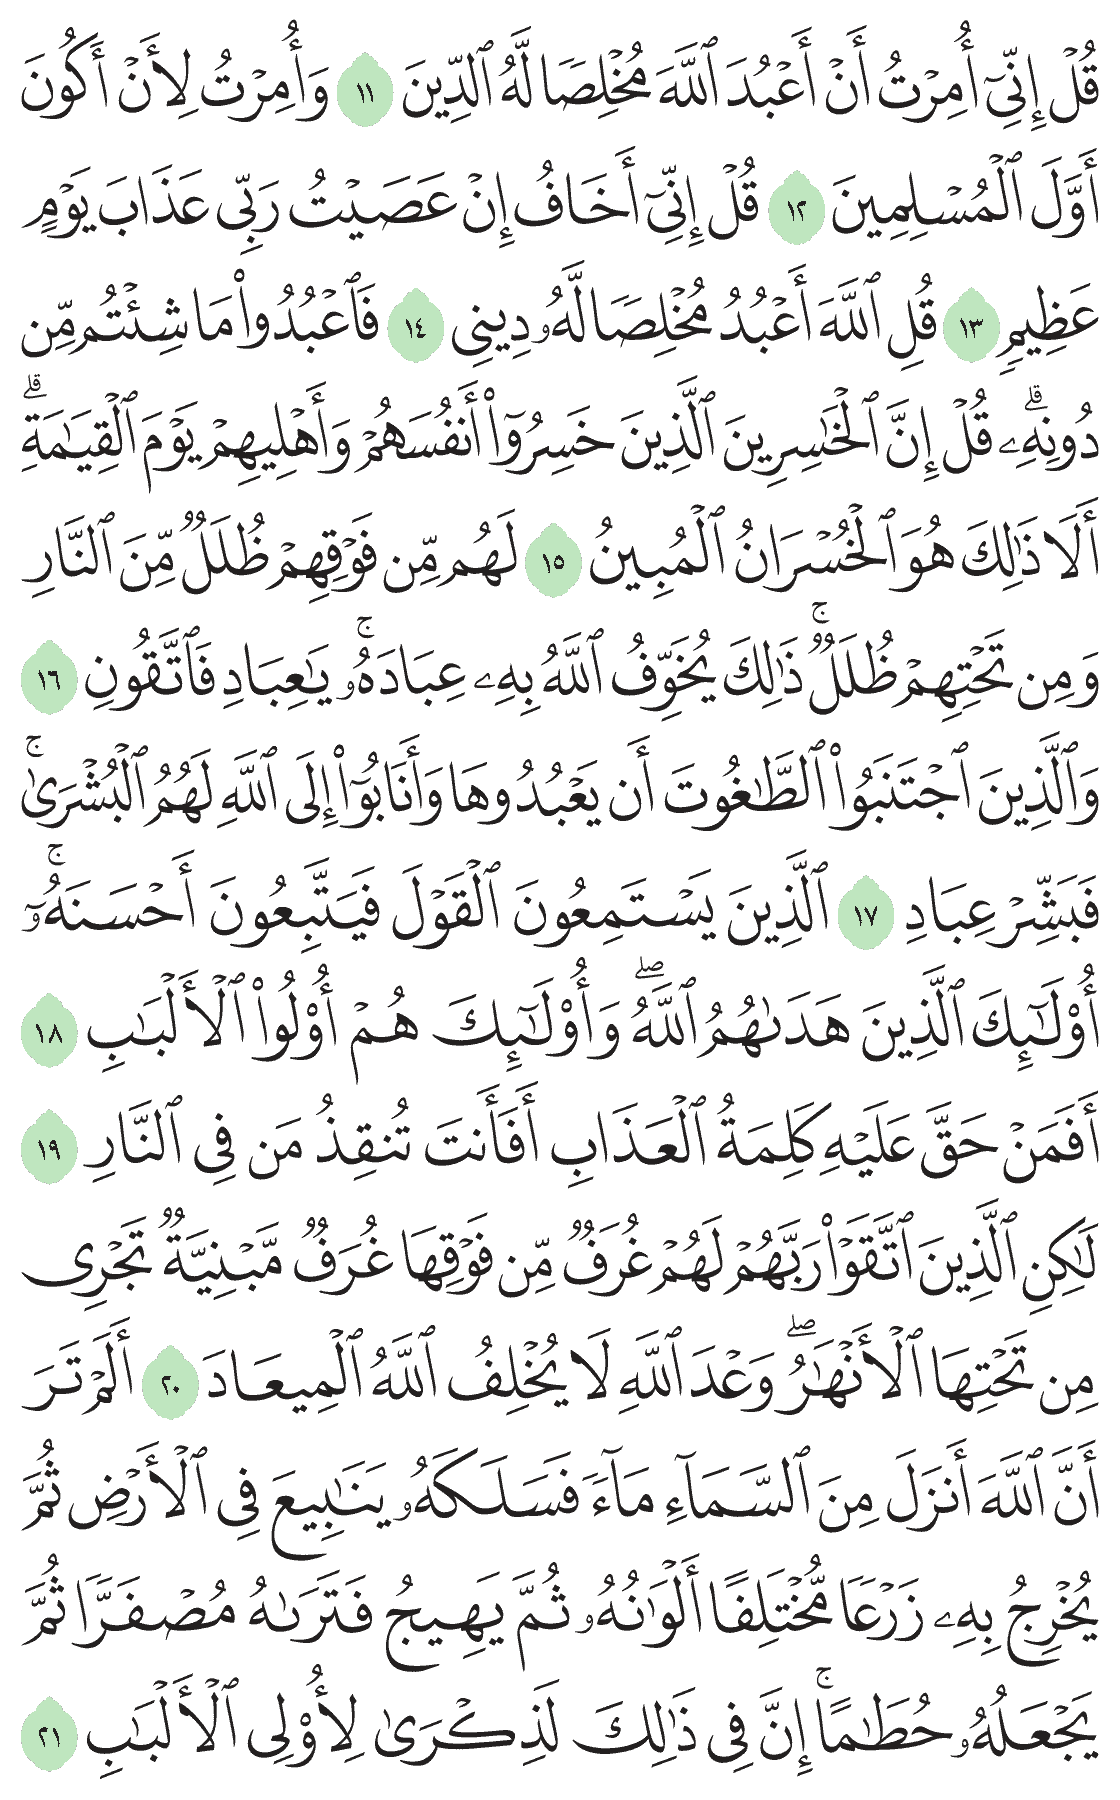 قُلْ إِنِّىٓ أُمِرْتُ أَنْ أَعْبُدَ ٱللَّهَ مُخْلِصًا لَّهُ ٱلدِّينَ ١١ وَأُمِرْتُ لِأَنْ أَكُونَ
أَوَّلَ ٱلْمُسْلِمِينَ ١٢ قُلْ إِنِّىٓ أَخَافُ إِنْ عَصَيْتُ رَبِّى عَذَابَ يَوْمٍ
عَظِيمٍ ١٣ قُلِ ٱللَّهَ أَعْبُدُ مُخْلِصًا لَّهُۥ دِينِى ١٤ فَٱعْبُدُوا۟ مَا شِئْتُم مِّن
دُونِهِۦ ۗ قُلْ إِنَّ ٱلْخَـٰسِرِينَ ٱلَّذِينَ خَسِرُوٓا۟ أَنفُسَهُمْ وَأَهْلِيهِمْ يَوْمَ ٱلْقِيَـٰمَةِ ۗ
أَلَا ذَٰلِكَ هُوَ ٱلْخُسْرَانُ ٱلْمُبِينُ ١٥ لَهُم مِّن فَوْقِهِمْ ظُلَلٌ مِّنَ ٱلنَّارِ
وَمِن تَحْتِهِمْ ظُلَلٌ ۚ ذَٰلِكَ يُخَوِّفُ ٱللَّهُ بِهِۦ عِبَادَهُۥ ۚ يَـٰعِبَادِ فَٱتَّقُونِ ١٦
وَٱلَّذِينَ ٱجْتَنَبُوا۟ ٱلطَّـٰغُوتَ أَن يَعْبُدُوهَا وَأَنَابُوٓا۟ إِلَى ٱللَّهِ لَهُمُ ٱلْبُشْرَىٰ ۚ
فَبَشِّرْ عِبَادِ ١٧ ٱلَّذِينَ يَسْتَمِعُونَ ٱلْقَوْلَ فَيَتَّبِعُونَ أَحْسَنَهُۥٓ ۚ
أُو۟لَـٰٓئِكَ ٱلَّذِينَ هَدَىٰهُمُ ٱللَّهُ ۖ وَأُو۟لَـٰٓئِكَ هُمْ أُو۟لُوا۟ ٱلْأَلْبَـٰبِ ١٨
أَفَمَنْ حَقَّ عَلَيْهِ كَلِمَةُ ٱلْعَذَابِ أَفَأَنتَ تُنقِذُ مَن فِى ٱلنَّارِ ١٩
لَـٰكِنِ ٱلَّذِينَ ٱتَّقَوْا۟ رَبَّهُمْ لَهُمْ غُرَفٌ مِّن فَوْقِهَا غُرَفٌ مَّبْنِيَّةٌ تَجْرِى
مِن تَحْتِهَا ٱلْأَنْهَـٰرُ ۖ وَعْدَ ٱللَّهِ لَا يُخْلِفُ ٱللَّهُ ٱلْمِيعَادَ ٢٠ أَلَمْ تَرَ
أَنَّ ٱللَّهَ أَنزَلَ مِنَ ٱلسَّمَآءِ مَآءً فَسَلَكَهُۥ يَنَـٰبِيعَ فِى ٱلْأَرْضِ ثُمَّ
يُخْرِجُ بِهِۦ زَرْعًا مُّخْتَلِفًا أَلْوَٰنُهُۥ ثُمَّ يَهِيجُ فَتَرَىٰهُ مُصْفَرًّا ثُمَّ
يَجْعَلُهُۥ حُطَـٰمًا ۚ إِنَّ فِى ذَٰلِكَ لَذِكْرَىٰ لِأُو۟لِى ٱلْأَلْبَـٰبِ ٢١